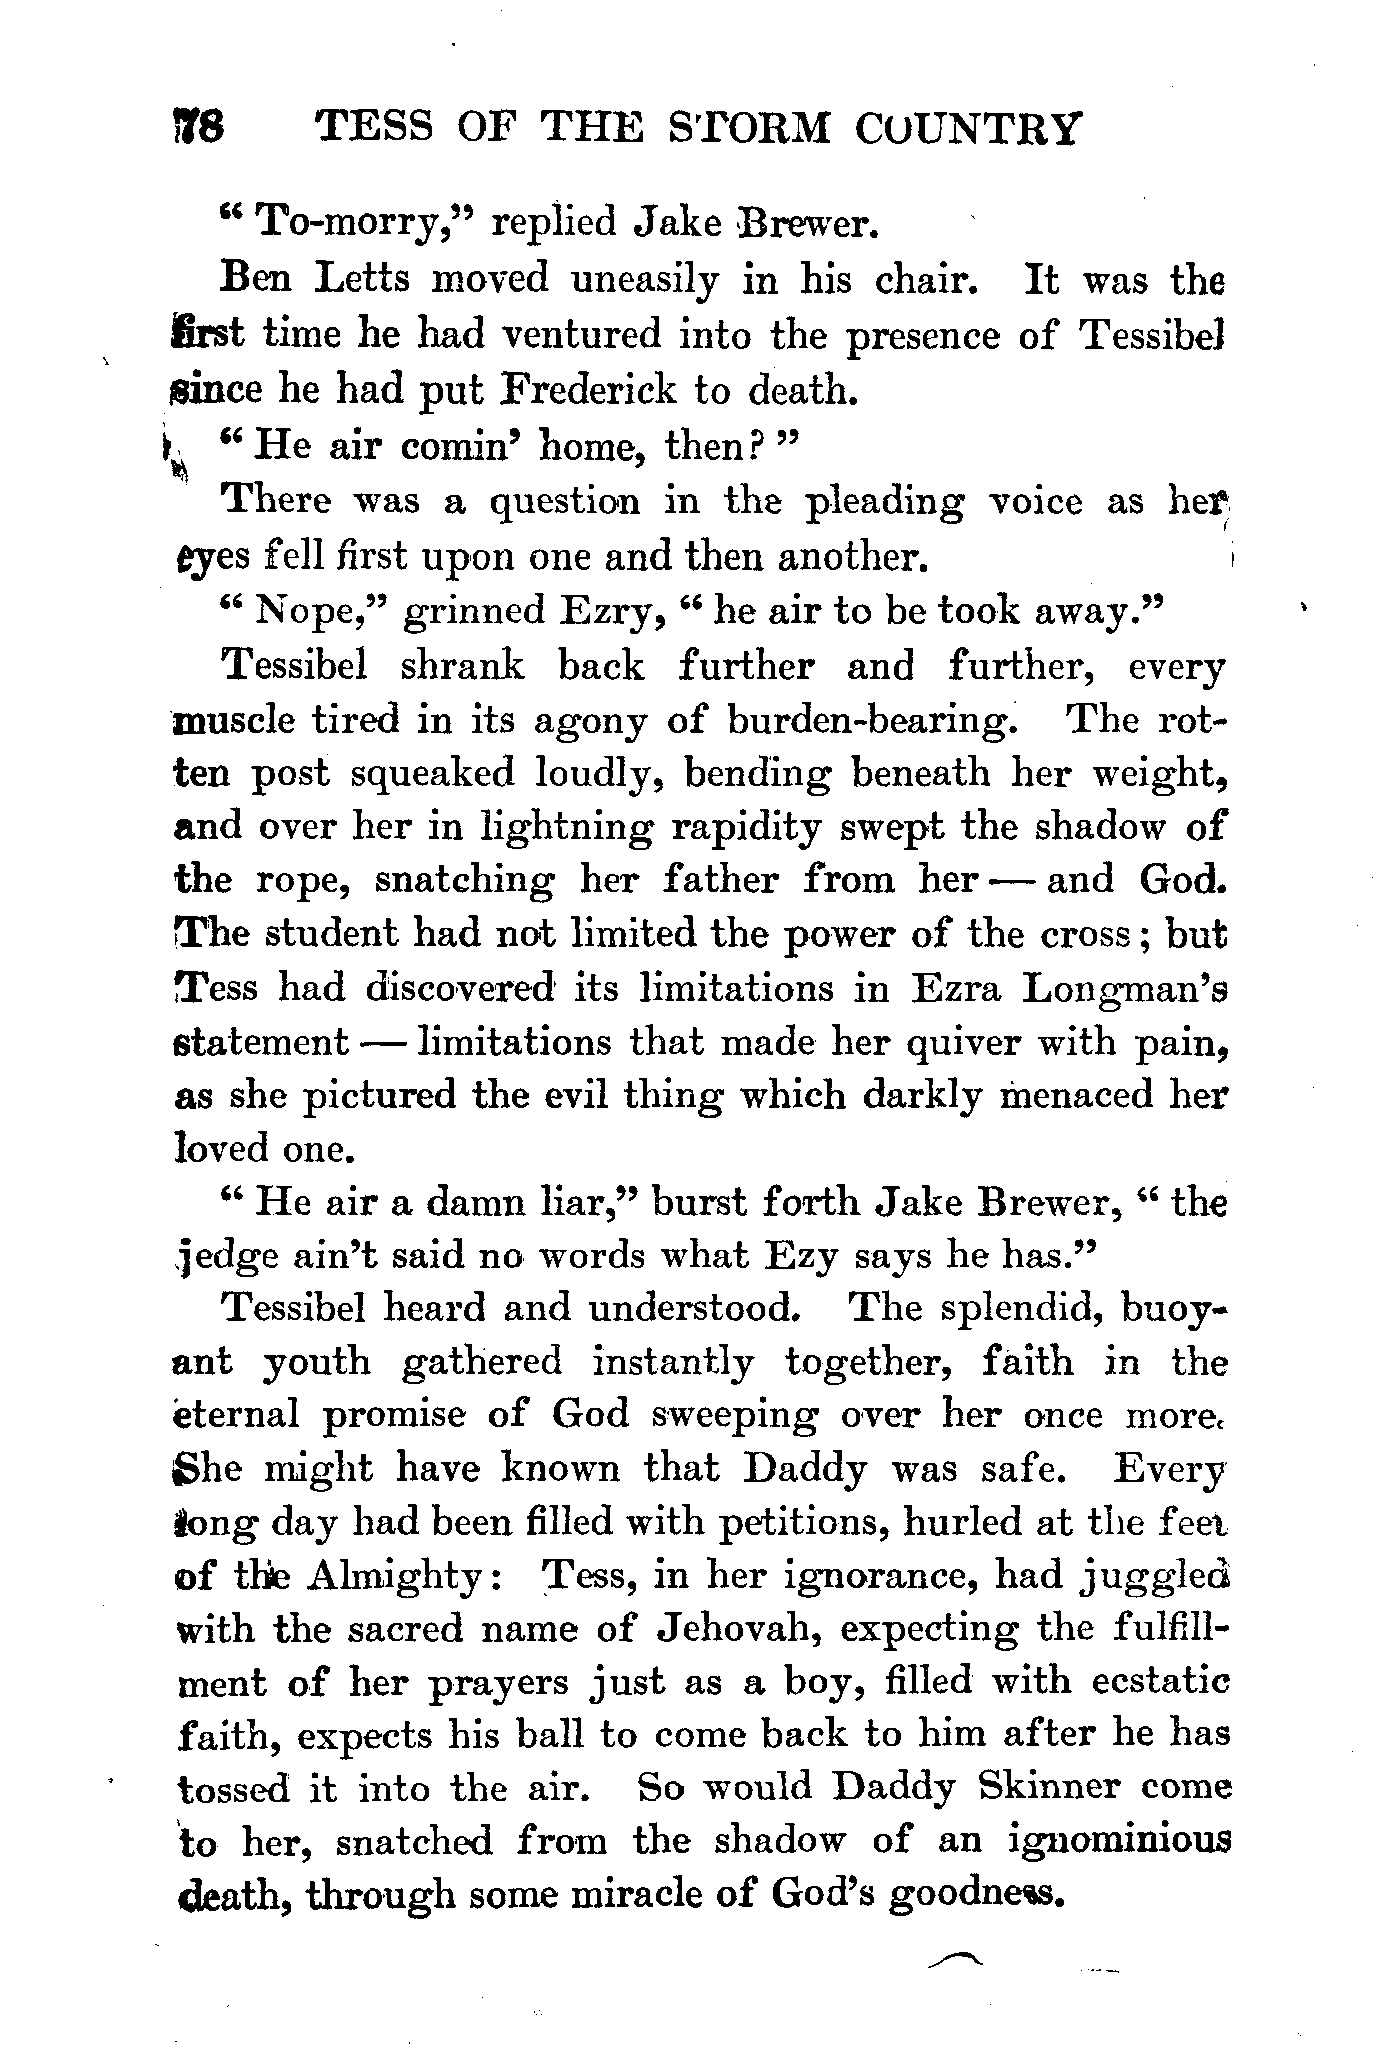 78 TESS OF THE STORM COUNTRY
“ To-morry,” replied Jake Brewer.
Ben Letts moved uneasily in his chair. It was the
first time he had ventured into the presence of Tessibel
since he had put Frederick to death.
“ He air comin’ home, then? ”
There was a question in the pleading voice as her
eyes fell first upon one and then another.
“ Nope,” grinned Ezry, “ he air to be took away.”
Tessibel shrank back further and further, every
muscle tired in its agony of burden-bearing. The rot-
ten post squeaked loudly, bending beneath her weight,
and over her in lightning rapidity swept the shadow of
the rope, snatching her father from her — and God.
The student had not limited the power of the cross ; but
Tess had discovered its limitations in Ezra Longman’s
statement — limitations that made her quiver with pain,
as she pictured the evil thing which darkly menaced her
loved one.
“ He air a damn liar,” burst forth Jake Brewer, “ the
jedge ain’t said no words what Ezy says he has.”
Tessibel heard and understood. The splendid, buoy-
ant youth gathered instantly together, faith in the
eternal promise of God sweeping over her once more.
She might have known that Daddy was safe. Every
long day had been filled with petitions, hurled at the feet
of the Almighty: Tess, in her ignorance, had juggled
with the sacred name of Jehovah, expecting the fulfill-
ment of her prayers just as a boy, filled with ecstatic
faith, expects his ball to come back to him after he has
tossed it into the air. So would Daddy Skinner come
to her, snatched from the shadow of an ignominious
death, through some miracle of God’s goodness.